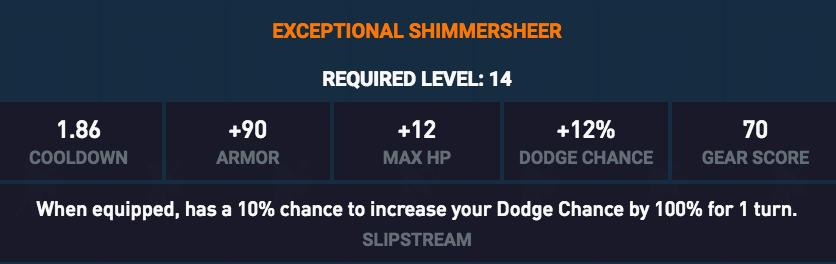 EXCEPTIONAL SHIMMERSHEER
REQUIRED LEVEL: 14
1.86 +90 +12 +12% 70
COOLDOWN ARMOR MAX HP DODGE CHANCE GEAR SCORE
When equipped, has a 10% chance to increase your Dodge Chance by 100% for 1 turn.
SLIPSTREAM